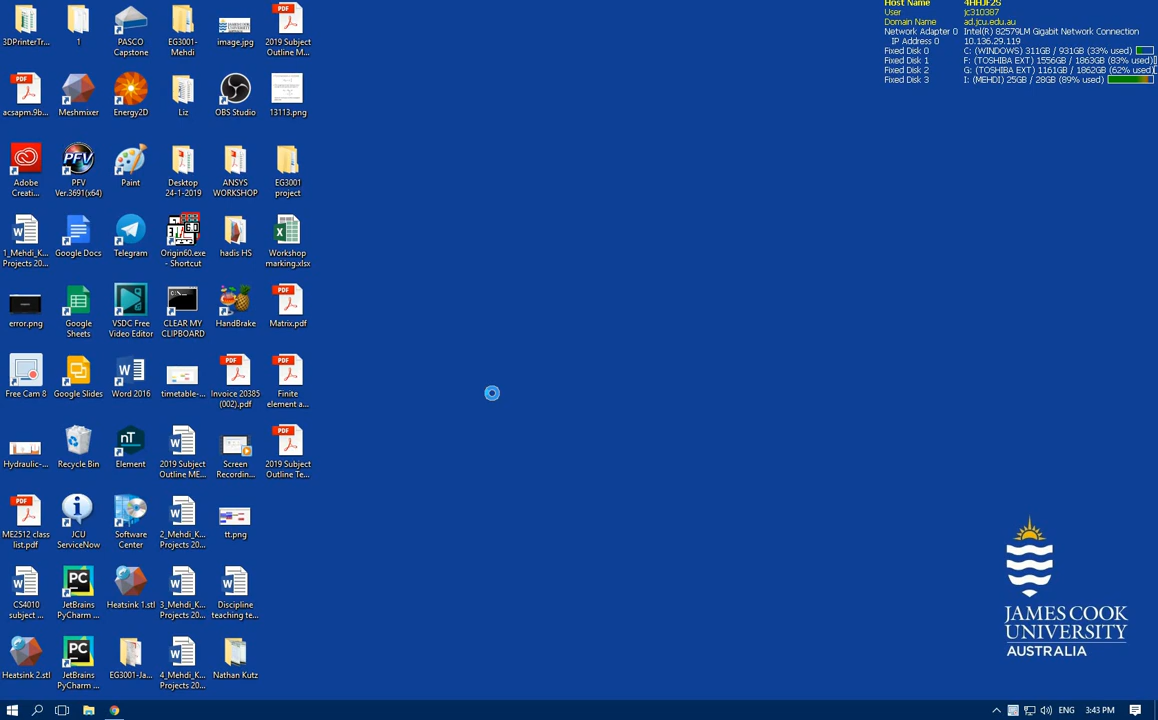 3DPrinterTr...
1
PASCO
Capstone
EG3001-
Mehdi
image.jpg
2019 Subject
Outline M...
acsapm.9b...
Meshmixer
Energy2D
Liz
OBS Studio
13113.png
Adobe
Creati...
PFV
Ver.3691(x64)
Paint
Desktop
24-1-2019
ANSYS
WORKSHOP
EG3001
project
1_Mehdi_K...
Projects 20...
Google Docs
Telegram
Origin60.exe
- Shortcut
hadis HS
Workshop
marking.xlsx
error.png
Google
Sheets
VSDC Free
Video Editor
CLEAR MY
CLIPBOARD
HandBrake
Matrix.pdf
Free Cam 8
Google Slides
Word 2016
timetable-...
Invoice 20385
(002).pdf
Finite
element a...
Hydraulic-...
Recycle Bin
Element
2019 Subject
Outline ME...
Screen
Recordin...
2019 Subject
Outline Te...
ME2512 class
list.pdf
JCU
ServiceNow
Software
Center
2_Mehdi_K...
Projects 20...
tt.png
CS4010
subject ...
JetBrains
PyCharm ...
Heatsink 1.stl
3_Mehdi_K...
Projects 20...
Discipline
teaching te...
Heatsink 2.stl
JetBrains
PyCharm ...
EG3001-Ja...
4_Mehdi_K...
Projects 20...
Nathan Kutz
Host Name 4HHJF2S
User jc310387
Domain Name ad.jcu.edu.au
Network Adapter 0 Intel(R) 82579LM Gigabit Network Connection
IP Address 0 10.136.29.119
Fixed Disk 0 C: (WINDOWS) 311GB / 931GB (33% used)
Fixed Disk 1 F: (TOSHIBA EXT) 1556GB / 1863GB (83% used)
Fixed Disk 2 G: (TOSHIBA EXT) 1161GB / 1862GB (62% used)
Fixed Disk 3 I: (MEHDI) 25GB / 28GB (89% used)
JAMES COOK
UNIVERSITY
AUSTRALIA
ENG 3:43 PM